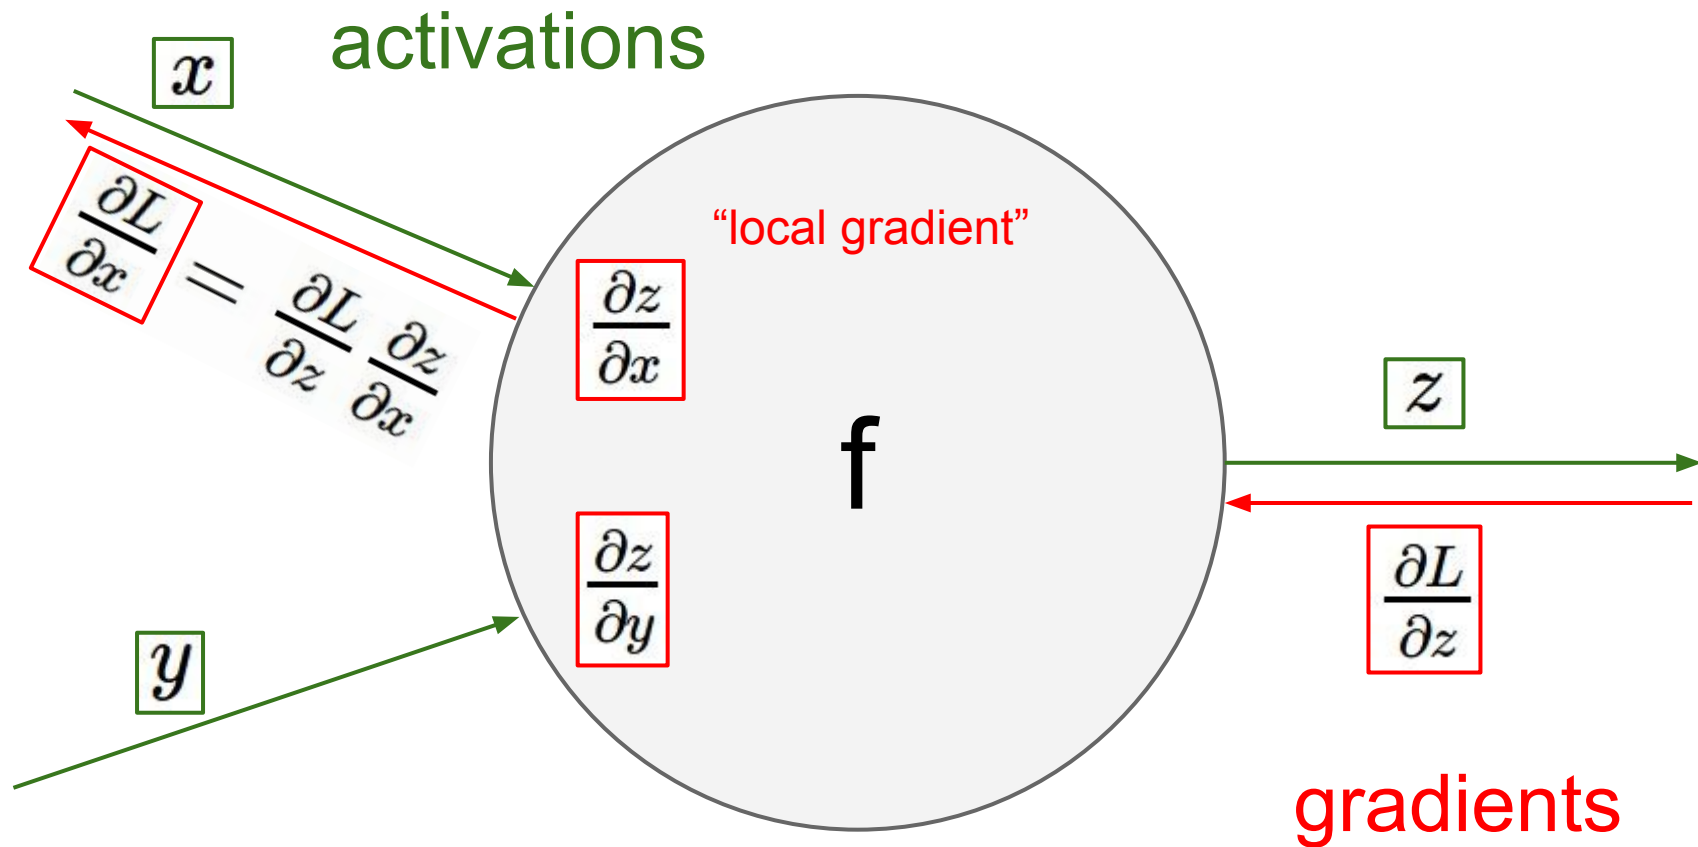 activations
x
∂L/∂x = ∂L/∂z ∂z/∂x
“local gradient”
∂z/∂x
f
z
∂L/∂z
∂z/∂y
y
gradients